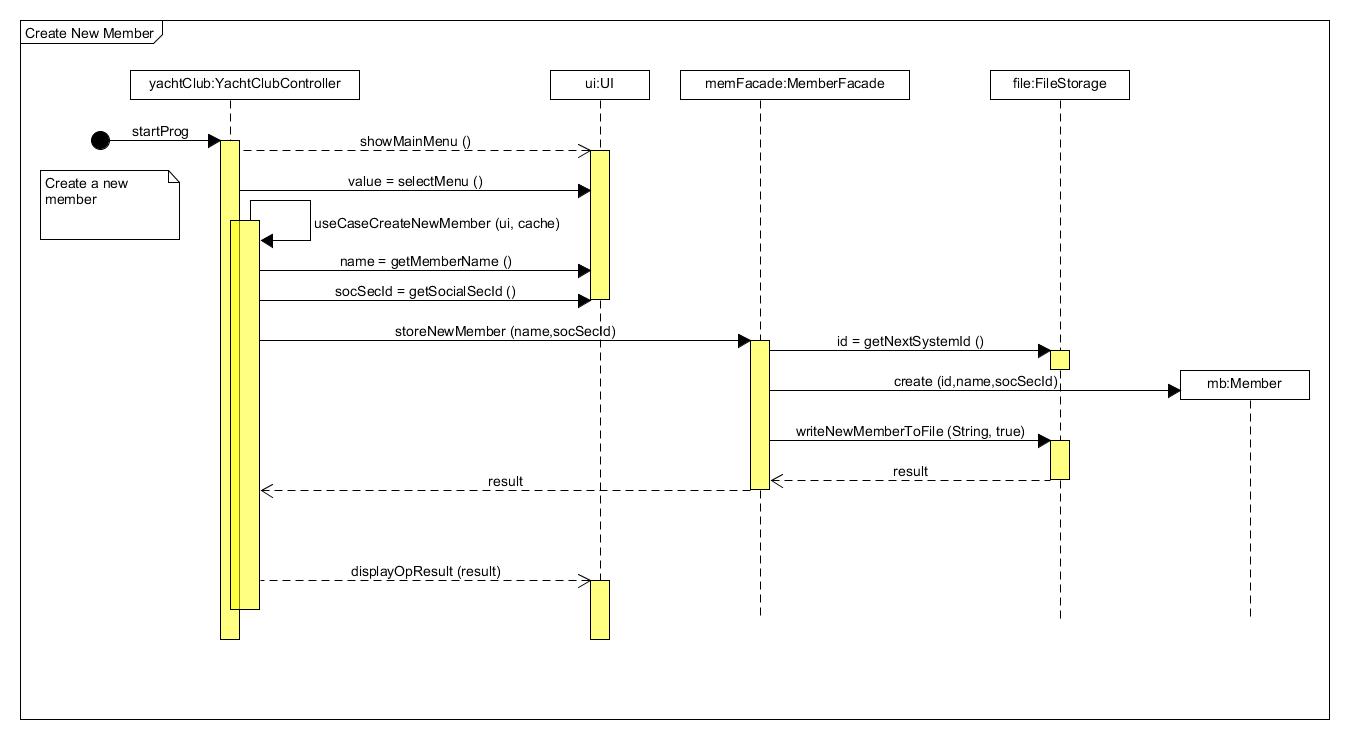 Create New Member
yachtClub:YachtClubController
ui:UI
memFacade:MemberFacade
file:FileStorage
startProg
showMainMenu ()
Create a new
member
value = selectMenu ()
useCaseCreateNewMember (ui, cache)
name = getMemberName ()
socSecId = getSocialSecId ()
storeNewMember (name,socSecId)
id = getNextSystemId ()
create (id,name,socSecId)
mb:Member
writeNewMemberToFile (String, true)
result
result
displayOpResult (result)